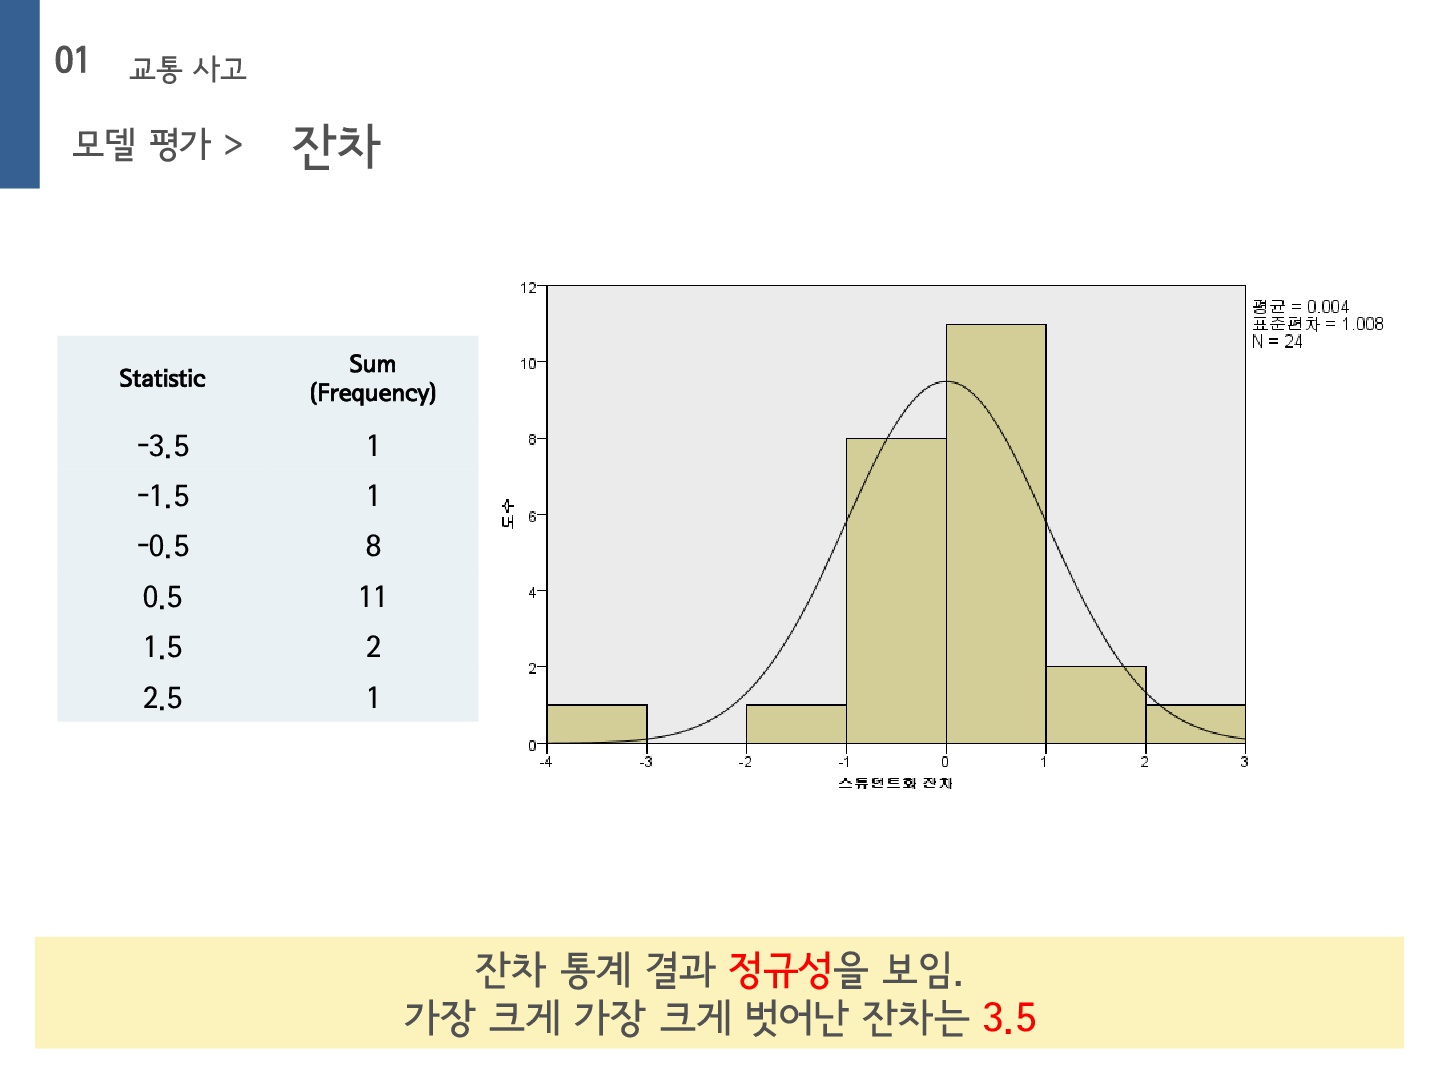 01 교통 사고
모델 평가 > 잔차
Statistic Sum (Frequency)
-3.5 1
-1.5 1
-0.5 8
0.5 11
1.5 2
2.5 1
12
10
8
6
4
2
0
도수
-4 -3 -2 -1 0 1 2 3
스튜던트화 잔차
평균 = 0.004
표준편차 = 1.008
N = 24
잔차 통계 결과 정규성을 보임.
가장 크게 가장 크게 벗어난 잔차는 3.5